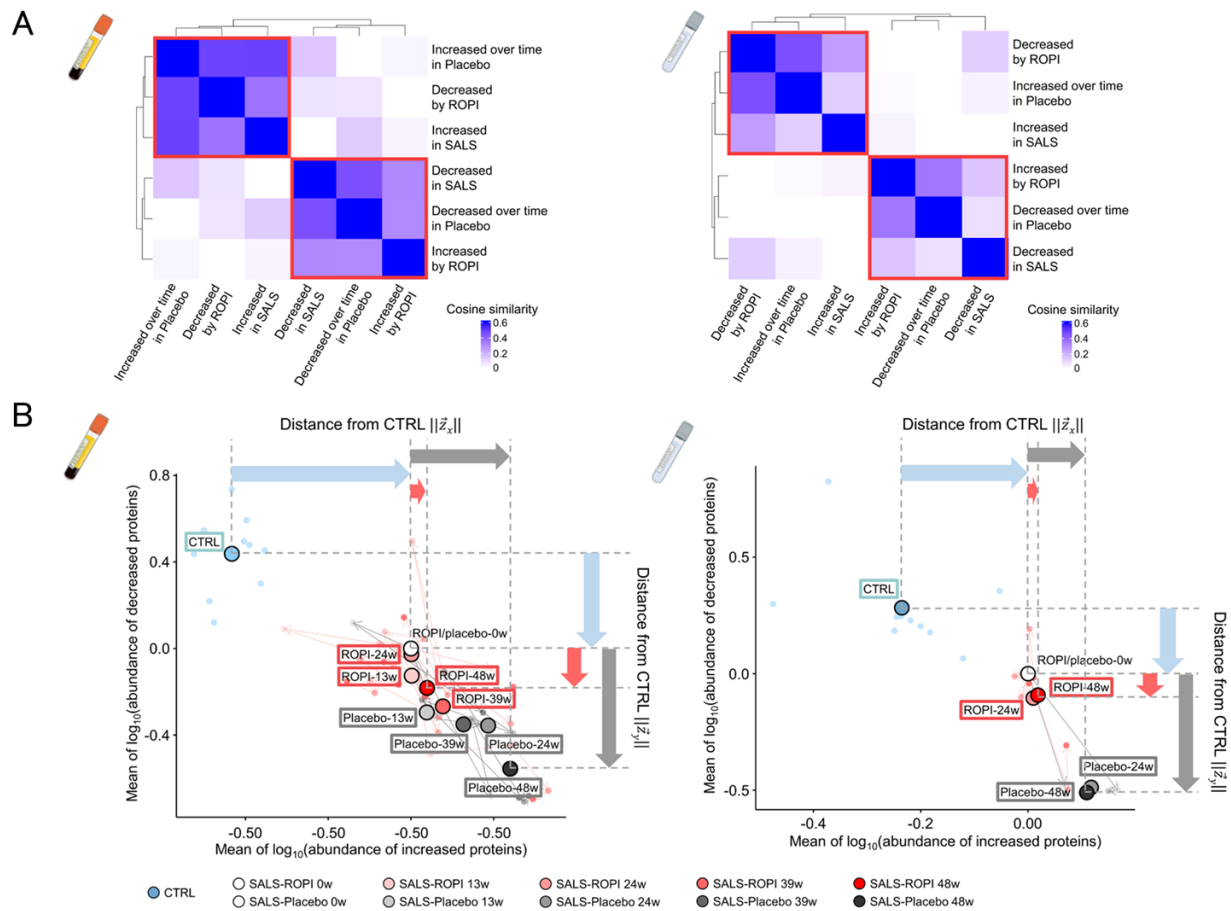 A
Increased over time
in Placebo
Decreased
by ROPI
Increased
in SALS
Decreased
in SALS
Decreased over time
in Placebo
Increased
by ROPI
Increased over time
in Placebo
Decreased
by ROPI
Increased
in SALS
Decreased
in SALS
Decreased over time
in Placebo
Increased
by ROPI
Cosine similarity
0.6
0.4
0.2
0
Decreased
by ROPI
Increased over time
in Placebo
Increased
in SALS
Increased
by ROPI
Decreased over time
in Placebo
Decreased
in SALS
Decreased
by ROPI
Increased over time
in Placebo
Increased
in SALS
Increased
by ROPI
Decreased over time
in Placebo
Decreased
in SALS
Cosine similarity
0.6
0.4
0.2
0
B
Distance from CTRL ||z⃗ₓ||
Mean of log₁₀(abundance of decreased proteins)
0.8
0.4
0.0
-0.4
CTRL
ROPI/placebo-0w
ROPI-24w
ROPI-13w
ROPI-48w
ROPI-39w
Placebo-13w
Placebo-39w
Placebo-24w
Placebo-48w
Distance from CTRL ||z⃗ᵧ||
-0.50
-0.50
-0.50
Mean of log₁₀(abundance of increased proteins)
Distance from CTRL ||z⃗ₓ||
Mean of log₁₀(abundance of decreased proteins)
0.5
0.0
-0.5
CTRL
ROPI/placebo-0w
ROPI-48w
ROPI-24w
Placebo-24w
Placebo-48w
Distance from CTRL ||z⃗ᵧ||
-0.4
-0.2
0.00
Mean of log₁₀(abundance of increased proteins)
CTRL
SALS-ROPI 0w
SALS-ROPI 13w
SALS-ROPI 24w
SALS-ROPI 39w
SALS-ROPI 48w
SALS-Placebo 0w
SALS-Placebo 13w
SALS-Placebo 24w
SALS-Placebo 39w
SALS-Placebo 48w